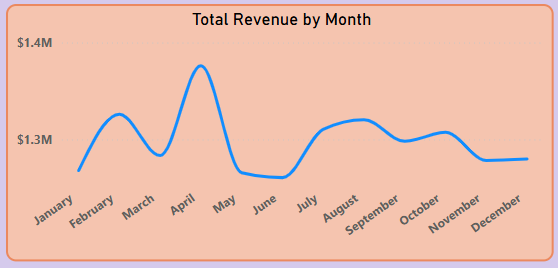 Total Revenue by Month
$1.4M
$1.3M
January
February
March
April
May
June
July
August
September
October
November
December